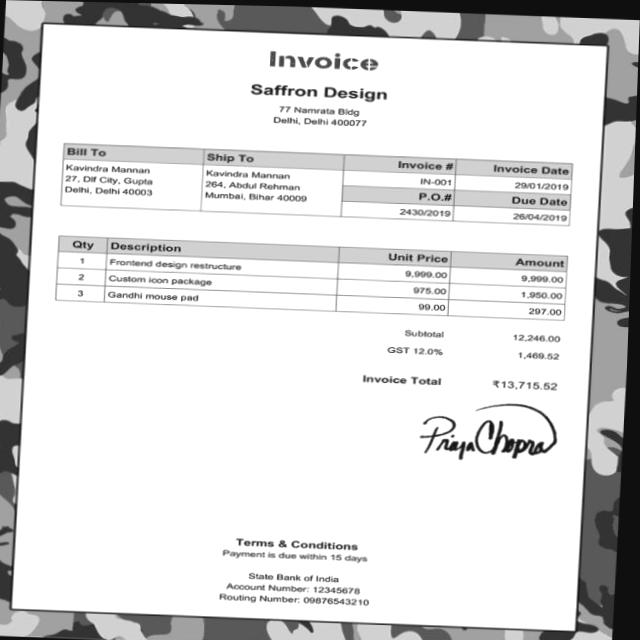 Invoice
Saffron Design
77 Namrata Bldg
Delhi, Delhi 400077
Bill To
Kavindra Mannan
27, Dlf City, Gupta
Delhi, Delhi 40003
Ship To
Kavindra Mannan
264, Abdul Rehman
Mumbai, Bihar 40009
Invoice # Invoice Date
IN-001 29/01/2019
P.O.# Due Date
2430/2019 26/04/2019
Qty Description Unit Price Amount
1 Frontend design restructure 9,999.00 9,999.00
2 Custom icon package 975.00 1,950.00
3 Gandhi mouse pad 99.00 297.00
Subtotal 12,246.00
GST 12.0% 1,469.52
Invoice Total ₹13,715.52
Priya Chopra
Terms & Conditions
Payment is due within 15 days
State Bank of India
Account Number: 12345678
Routing Number: 09876543210